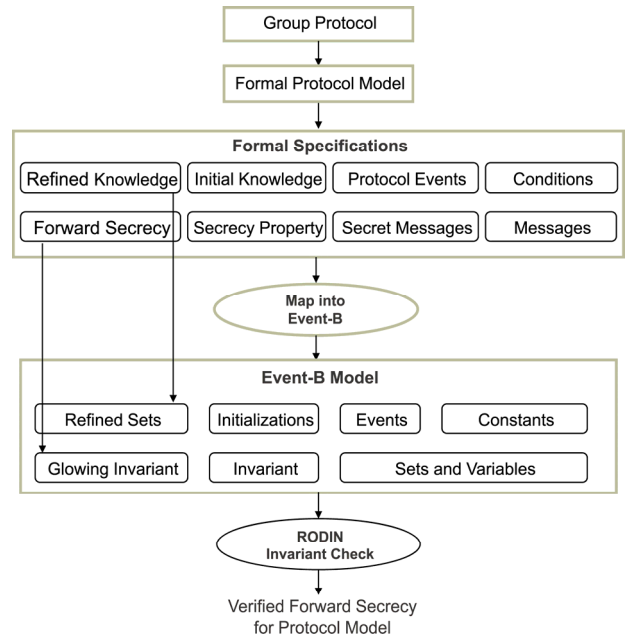 Group Protocol
Formal Protocol Model
Formal Specifications
Refined Knowledge
Initial Knowledge
Protocol Events
Conditions
Forward Secrecy
Secrecy Property
Secret Messages
Messages
Map into
Event-B
Event-B Model
Refined Sets
Initializations
Events
Constants
Glowing Invariant
Invariant
Sets and Variables
RODIN
Invariant Check
Verified Forward Secrecy
for Protocol Model